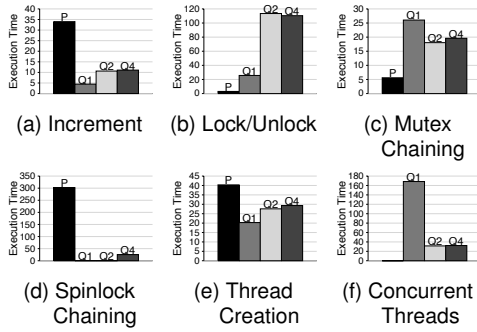 Execution Time
40
35
30
25
20
15
10
5
0
P
Q1
Q2 Q4
(a) Increment
Execution Time
120
100
80
60
40
20
0
P
Q1
Q2 Q4
(b) Lock/Unlock
Execution Time
30
25
20
15
10
5
0
P
Q1
Q2 Q4
(c) Mutex
Chaining
Execution Time
350
300
250
200
150
100
50
0
P
Q1 Q2 Q4
(d) Spinlock
Chaining
Execution Time
45
40
35
30
25
20
15
10
5
0
P
Q1
Q2 Q4
(e) Thread
Creation
Execution Time
180
160
140
120
100
80
60
40
20
0
P
Q1
Q2 Q4
(f) Concurrent
Threads